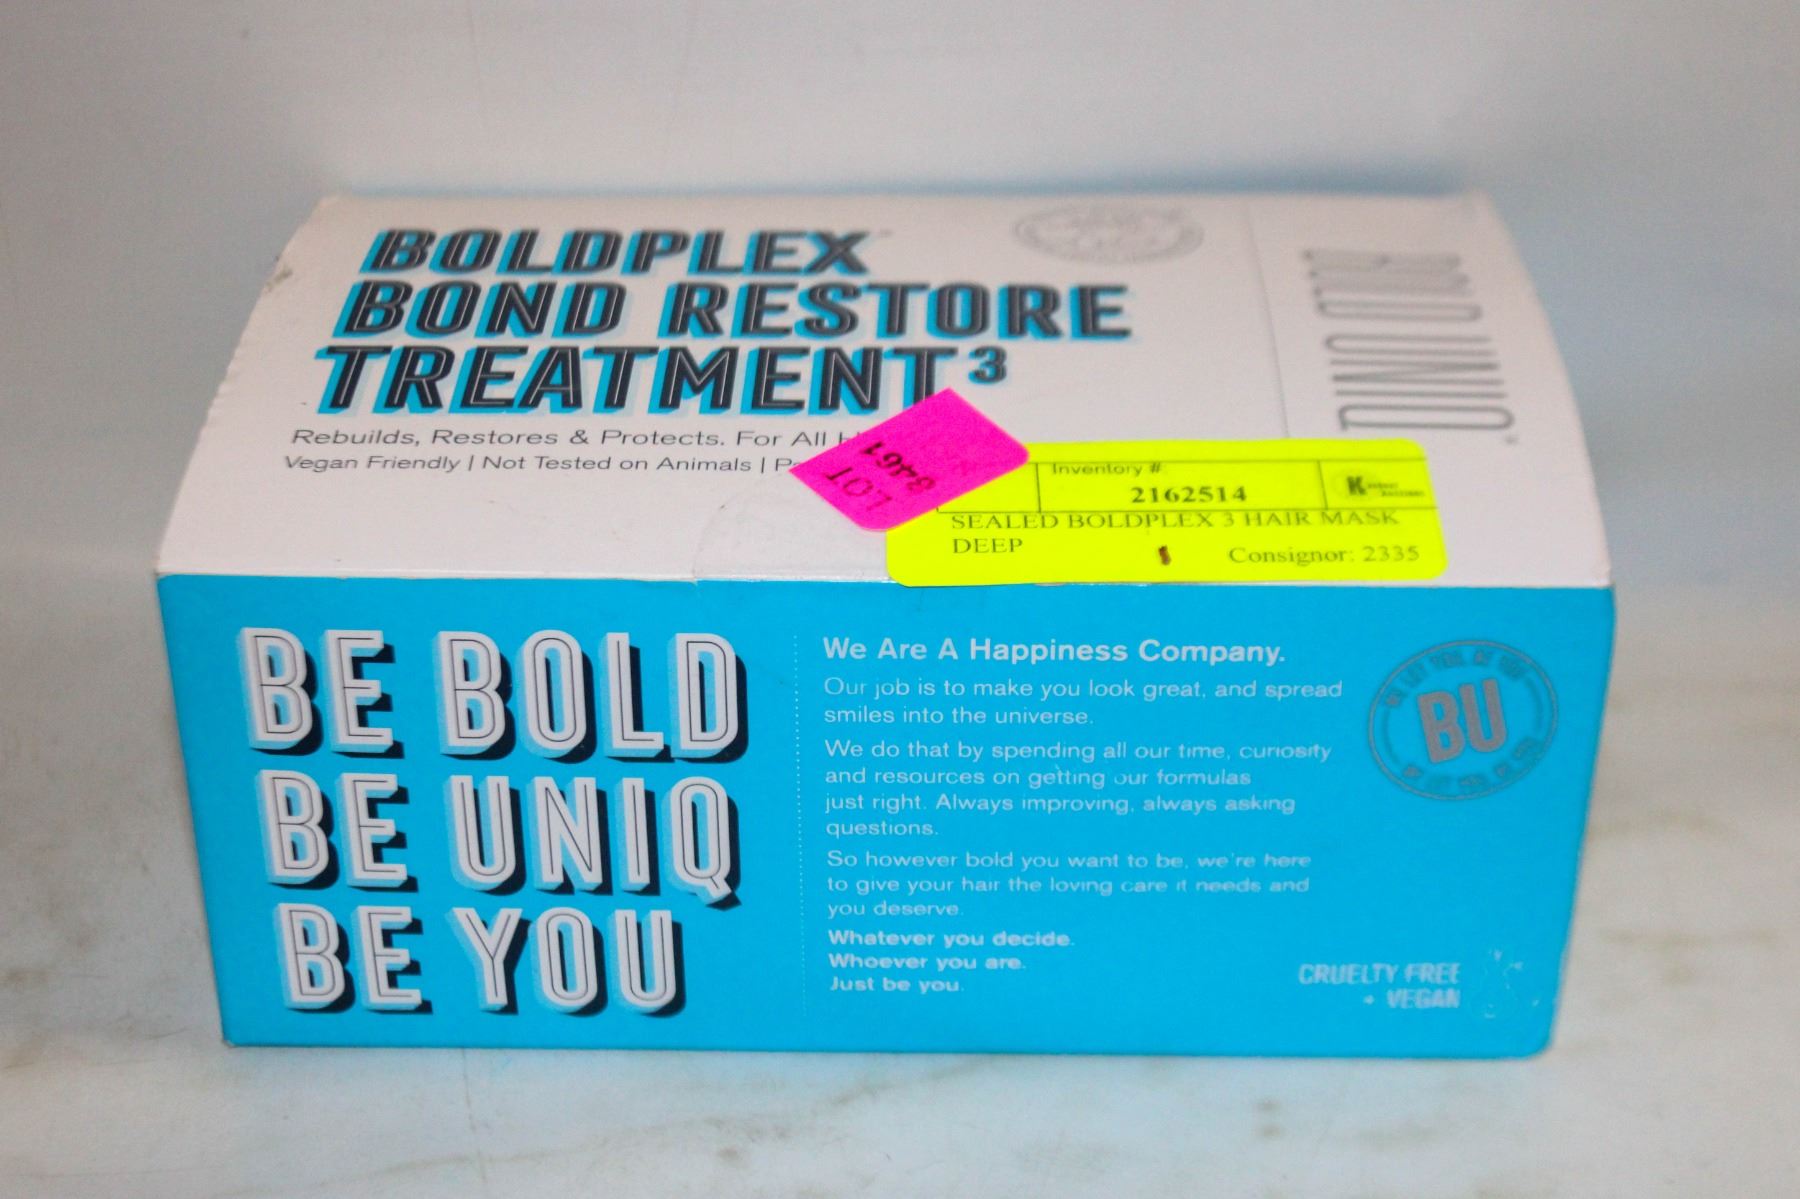 BOLDPLEX
BOND RESTORE
TREATMENT³
Rebuilds, Restores & Protects. For All
Vegan Friendly | Not Tested on Animals |
BOLD UNIQ
LOT
3461
Inventory #:
2162514
SEALED BOLDPLEX 3 HAIR MASK
DEEP
Consignor: 2335
BE BOLD
BE UNIQ
BE YOU
We Are A Happiness Company.
Our job is to make you look great, and spread
smiles into the universe.
We do that by spending all our time, curiosity
and resources on getting our formulas
just right. Always improving, always asking
questions.
So however bold you want to be, we're here
to give your hair the loving care it needs and
you deserve.
Whatever you decide.
Whoever you are.
Just be you.
BU
CRUELTY FREE
+ VEGAN